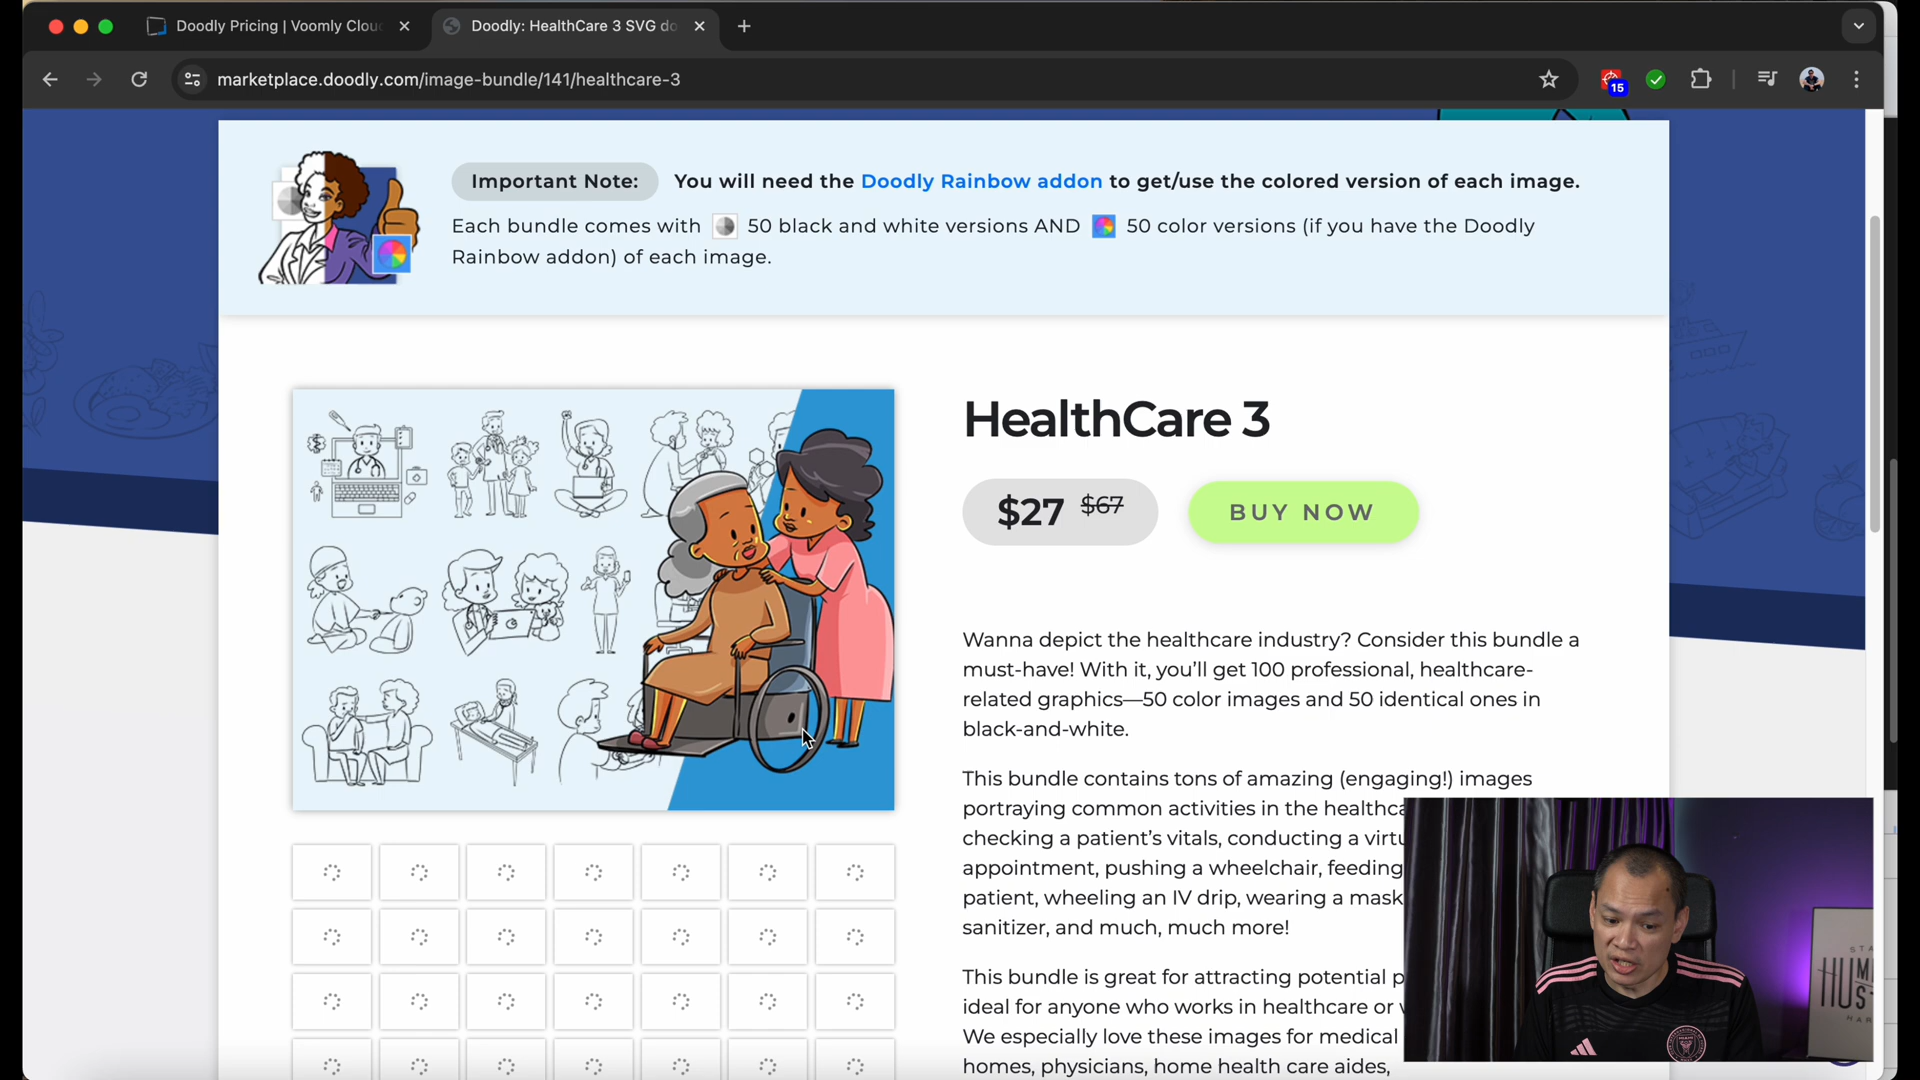 Doodly Pricing | Voomly Clou
Doodly: HealthCare 3 SVG do
marketplace.doodly.com/image-bundle/141/healthcare-3
15
Important Note: You will need the Doodly Rainbow addon to get/use the colored version of each image.
Each bundle comes with 50 black and white versions AND 50 color versions (if you have the Doodly
Rainbow addon) of each image.
HealthCare 3
$27 $67
BUY NOW
Wanna depict the healthcare industry? Consider this bundle a
must-have! With it, you’ll get 100 professional, healthcare-
related graphics—50 color images and 50 identical ones in
black-and-white.
This bundle contains tons of amazing (engaging!) images
portraying common activities in the healthca
checking a patient’s vitals, conducting a virtu
appointment, pushing a wheelchair, feeding
patient, wheeling an IV drip, wearing a mask
sanitizer, and much, much more!
This bundle is great for attracting potential p
ideal for anyone who works in healthcare or
We especially love these images for medical
homes, physicians, home health care aides,
STA
HUM
HUS
HAR